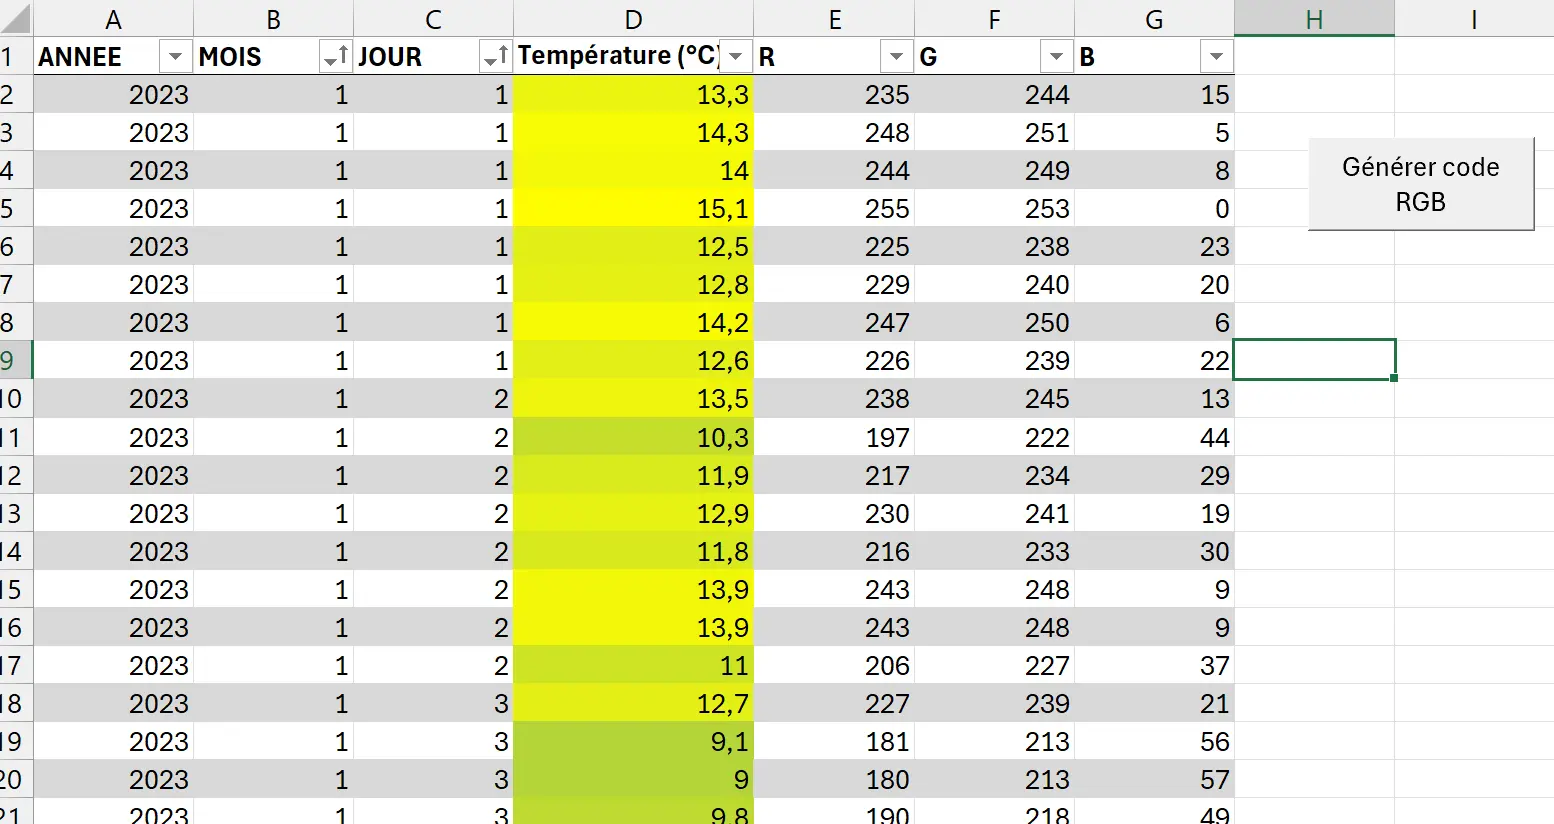 A B C D E F G H I
1 ANNEE MOIS JOUR Température (°C) R G B
2 2023 1 1 13,3 235 244 15
3 2023 1 1 14,3 248 251 5
4 2023 1 1 14 244 249 8
5 2023 1 1 15,1 255 253 0
6 2023 1 1 12,5 225 238 23
7 2023 1 1 12,8 229 240 20
8 2023 1 1 14,2 247 250 6
9 2023 1 1 12,6 226 239 22
10 2023 1 2 13,5 238 245 13
11 2023 1 2 10,3 197 222 44
12 2023 1 2 11,9 217 234 29
13 2023 1 2 12,9 230 241 19
14 2023 1 2 11,8 216 233 30
15 2023 1 2 13,9 243 248 9
16 2023 1 2 13,9 243 248 9
17 2023 1 2 11 206 227 37
18 2023 1 3 12,7 227 239 21
19 2023 1 3 9,1 181 213 56
20 2023 1 3 9 180 213 57
21 2023 1 3 9,8 190 218 49
Générer code
RGB